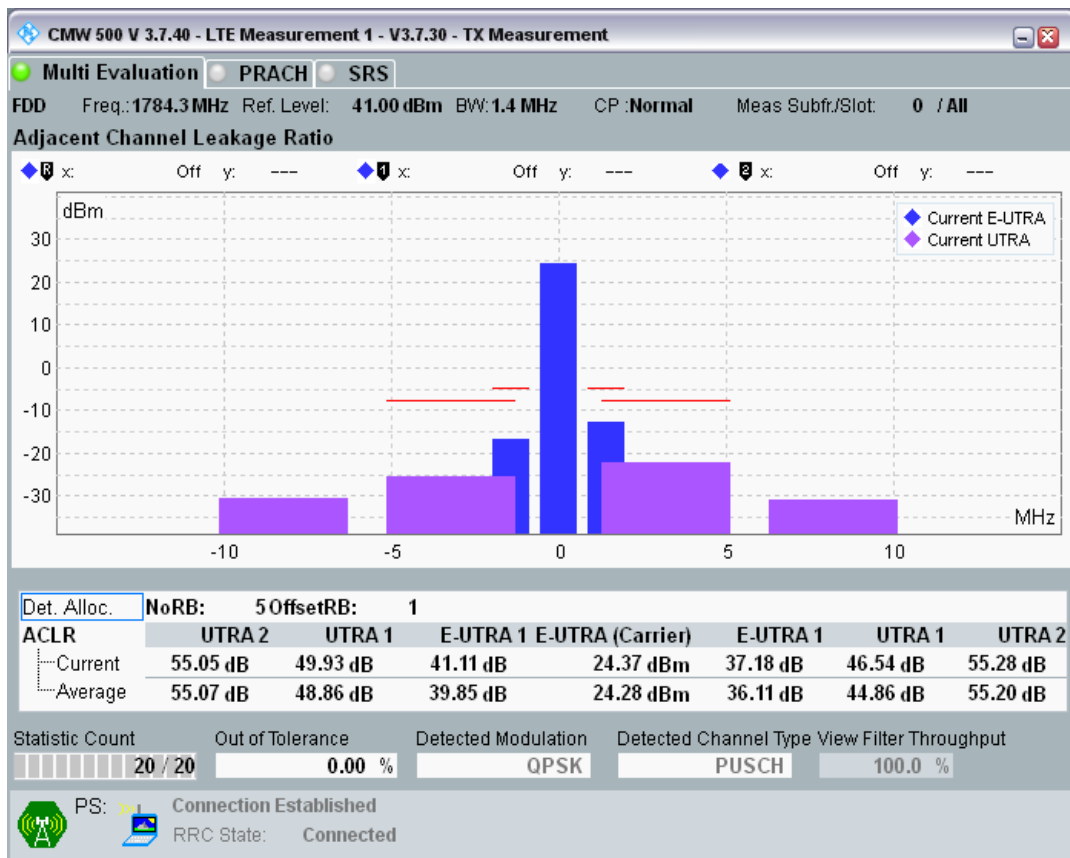 CMW 500 V 3.7.40 - LTE Measurement 1 - V3.7.30 - TX Measurement
Multi Evaluation PRACH SRS
FDD Freq.: 1784.3 MHz Ref. Level: 41.00 dBm BW: 1.4 MHz CP :Normal Meas Subfr./Slot: 0 / All
Adjacent Channel Leakage Ratio
R x: Off y: --- 1 x: Off y: --- 2 x: Off y: ---
dBm
Current E-UTRA
Current UTRA
30
20
10
0
-10
-20
-30
MHz
-10 -5 0 5 10
Det. Alloc. NoRB: 5 OffsetRB: 1
ACLR UTRA 2 UTRA 1 E-UTRA 1 E-UTRA (Carrier) E-UTRA 1 UTRA 1 UTRA 2
Current 55.05 dB 49.93 dB 41.11 dB 24.37 dBm 37.18 dB 46.54 dB 55.28 dB
Average 55.07 dB 48.86 dB 39.85 dB 24.28 dBm 36.11 dB 44.86 dB 55.20 dB
Statistic Count Out of Tolerance Detected Modulation Detected Channel Type View Filter Throughput
20 / 20 0.00 % QPSK PUSCH 100.0 %
PS: Connection Established
RRC State: Connected